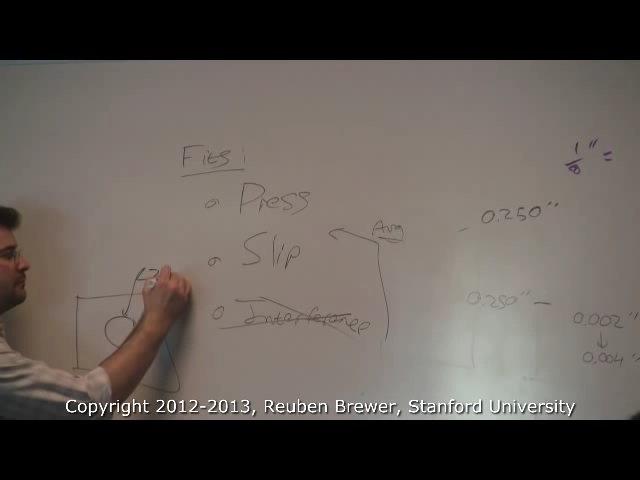 Fits:
Press
Slip
Interference
Avg
1/8" =
0.250"
0.250" –
0.002"
0.004"
Copyright 2012-2013, Reuben Brewer, Stanford University